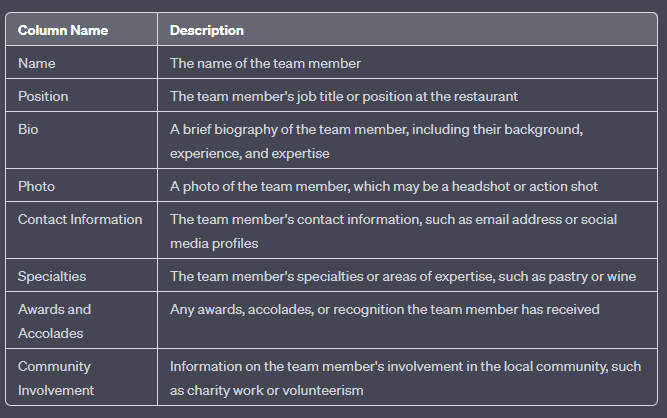 Column Name Description
Name The name of the team member
Position The team member's job title or position at the restaurant
Bio A brief biography of the team member, including their background,
experience, and expertise
Photo A photo of the team member, which may be a headshot or action shot
Contact Information The team member's contact information, such as email address or social
media profiles
Specialties The team member's specialties or areas of expertise, such as pastry or wine
Awards and Any awards, accolades, or recognition the team member has received
Accolades
Community Information on the team member's involvement in the local community, such
Involvement as charity work or volunteerism